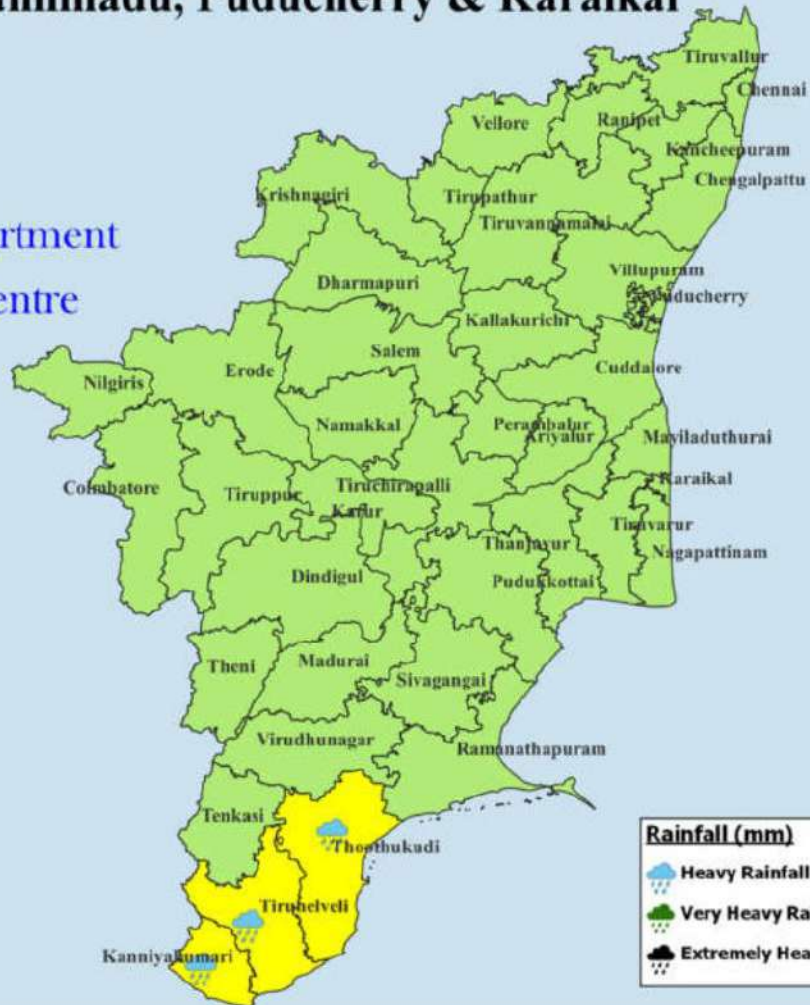 Puducherry & Karaikal
Tiruvallur
Chennai
Vellore
Ranipet
Kancheepuram
Chengalpattu
Krishnagiri
Tirupathur
Tiruvannamalai
rtment
Villupuram
Dharmapuri
entre
Puducherry
Kallakurichi
Salem
Cuddalore
Erode
Nilgiris
Namakkal
Perambalur
Ariyalur
Mayiladuthurai
Karaikal
Coimbatore
Tiruppur
Tiruchirapalli
Karur
Tiruvarur
Thanjavur
Nagapattinam
Dindigul
Pudukkottai
Theni
Madurai
Sivagangai
Virudhunagar
Ramanathapuram
Tenkasi
Thoothukudi
Rainfall (mm)
Heavy Rainfall
Very Heavy Ra
Extremely Hea
Tirunelveli
Kanniyakumari